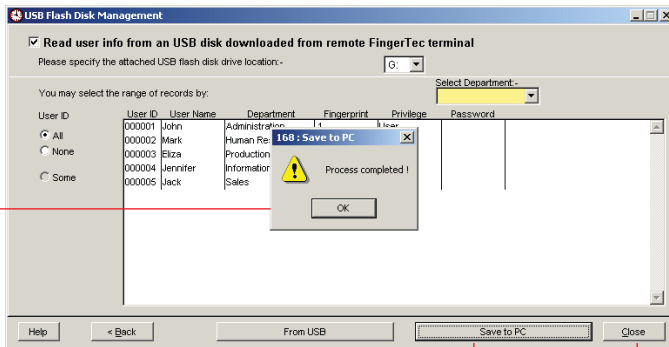 USB Flash Disk Management
Read user info from an USB disk downloaded from remote FingerTec terminal
Please specify the attached USB flash disk drive location:-
G:
Select Department:-
You may select the range of records by:
User ID
User ID User Name Department Fingerprint Privilege Password
All
None
Some
000001 John Administration 1 User
000002 Mark Human Re
000003 Eliza Production
000004 Jennifer Information
000005 Jack Sales
168 : Save to PC
Process completed !
OK
Help < Back From USB Save to PC Close